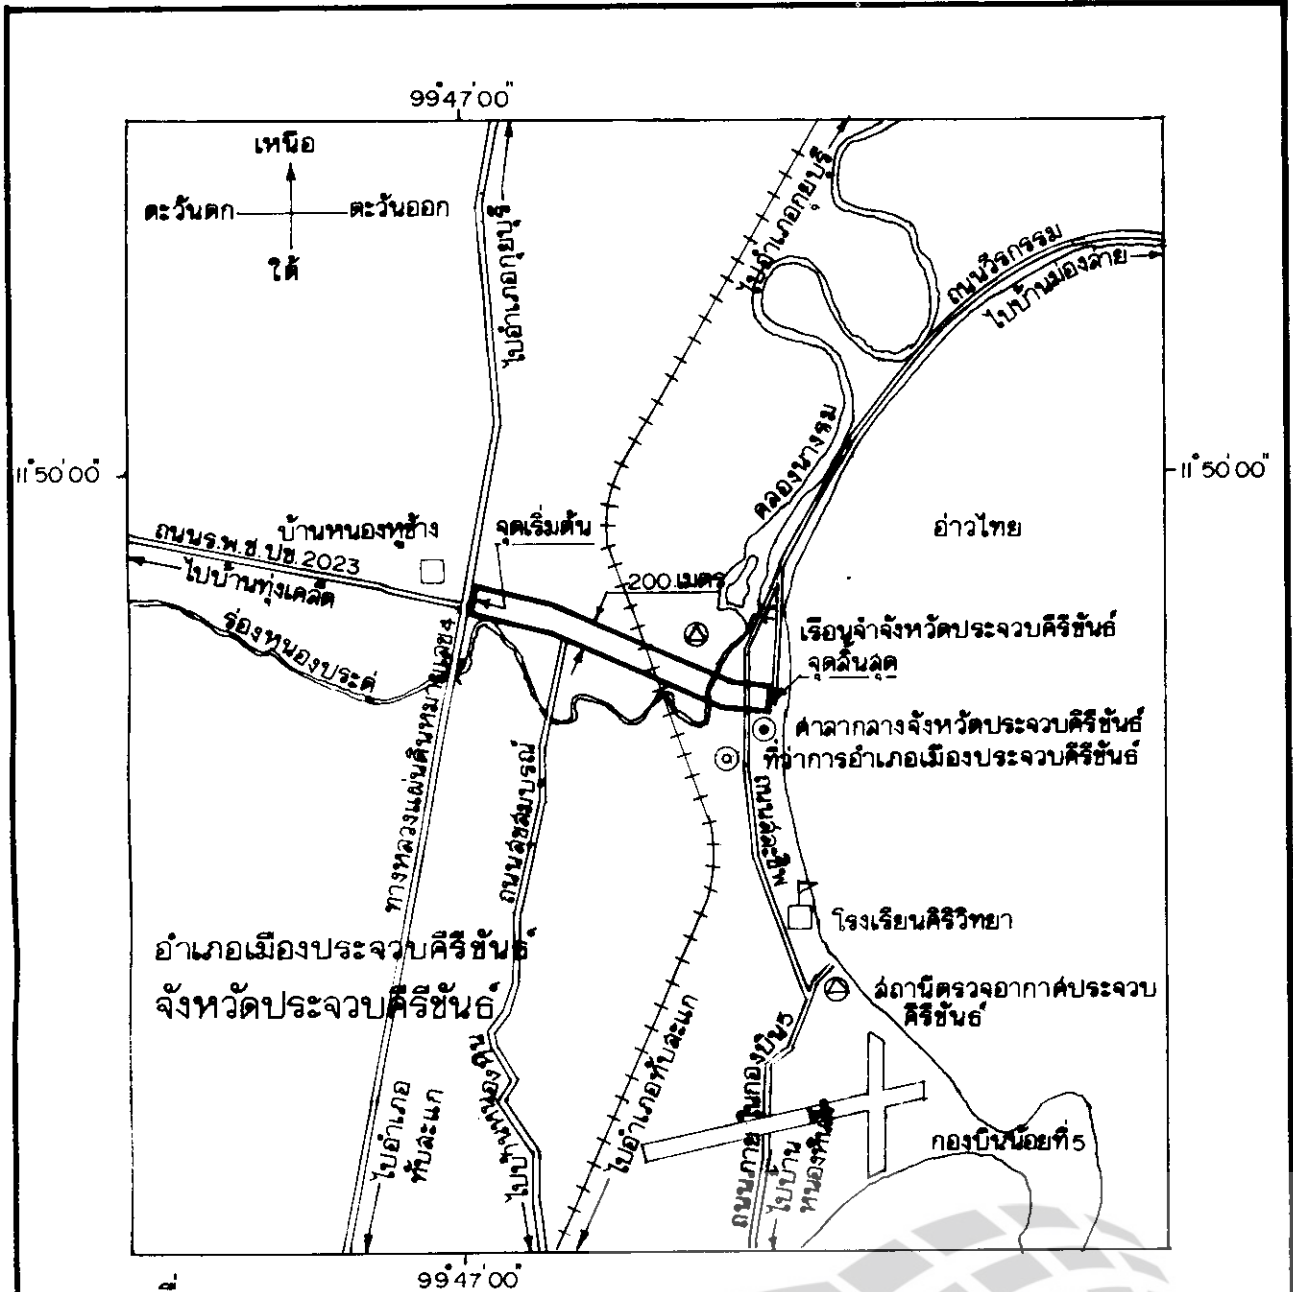 99°47'00"
เหนือ
ตะวันตก
ตะวันออก
ใต้
ไปอำเภอกุยบุรี
ไปอำเภอกุยบุรี
ถนนวีรกรรม
ไปบ้านม่องล่าย
11°50'00"
11°50'00"
คลองนางรม
อ่าวไทย
บ้านหนองหูช้าง
จุดเริ่มต้น
ถนนร.พ.ช.ปข.2023
ไปบ้านทุ่งเคล็ด
200 เมตร
ร่องหนองประดู่
เรือนจำจังหวัดประจวบคีรีขันธ์
จุดสิ้นสุด
ศาลากลางจังหวัดประจวบคีรีขันธ์
ที่ว่าการอำเภอเมืองประจวบคีรีขันธ์
ทางหลวงแผ่นดินหมายเลข 4
ถนนสุขสมบูรณ์
ถนนสละชีพ
โรงเรียนคีรีวิทยา
อำเภอเมืองประจวบคีรีขันธ์
จังหวัดประจวบคีรีขันธ์
สถานีตรวจอากาศประจวบ
คีรีขันธ์
ไปอำเภอทับสะแก
ถนนภายในกองบิน 5
ไปอำเภอ
ทับสะแก
ไปบ้าน
กองบินน้อยที่ 5
99°47'00"